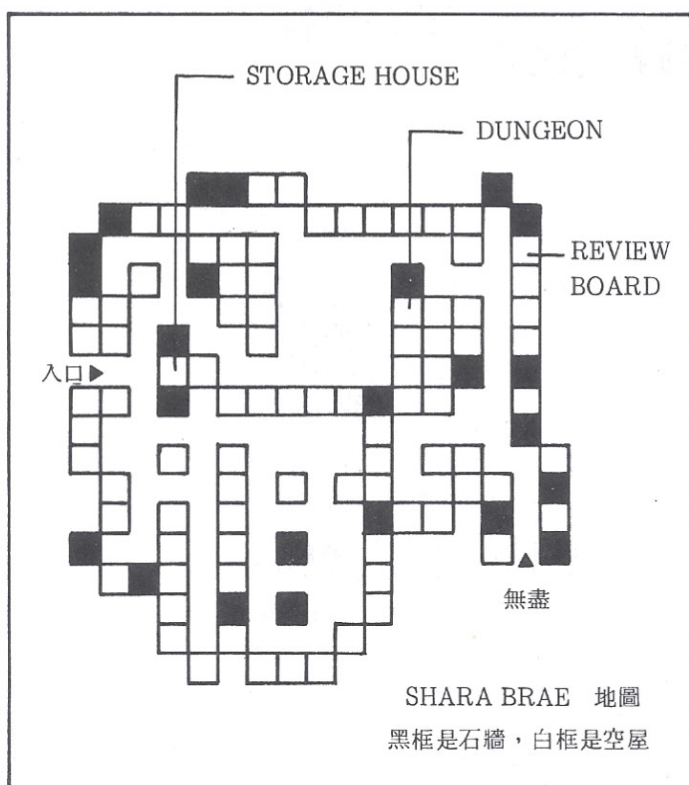 STORAGE HOUSE
DUNGEON
REVIEW
BOARD
入口▶
▲
無盡
SHARA BRAE 地圖
黑框是石牆，白框是空屋